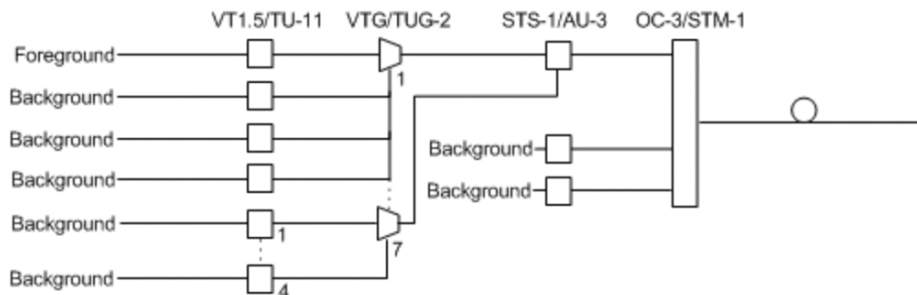 VT1.5/TU-11 VTG/TUG-2 STS-1/AU-3 OC-3/STM-1
Foreground
1
Background
Background
Background Background
Background Background
1
7
Background
4